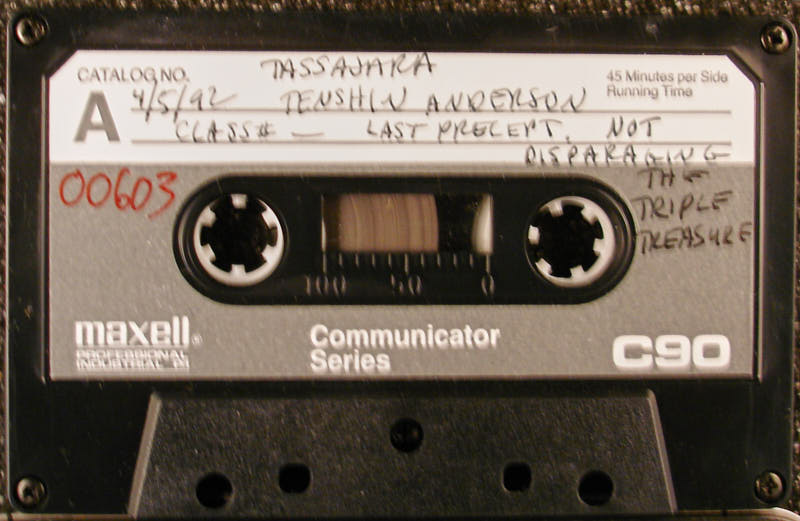 CATALOG NO. TASSAJARA
45 Minutes per Side
Running Time
A 4/5/92 TENSHIN ANDERSON
CLASS# — LAST PRECEPT. NOT
DISPARAGING
THE
TRIPLE
TREASURE
00603
100 50 0
maxell®
PROFESSIONAL
INDUSTRIAL P/I
Communicator
Series
C90